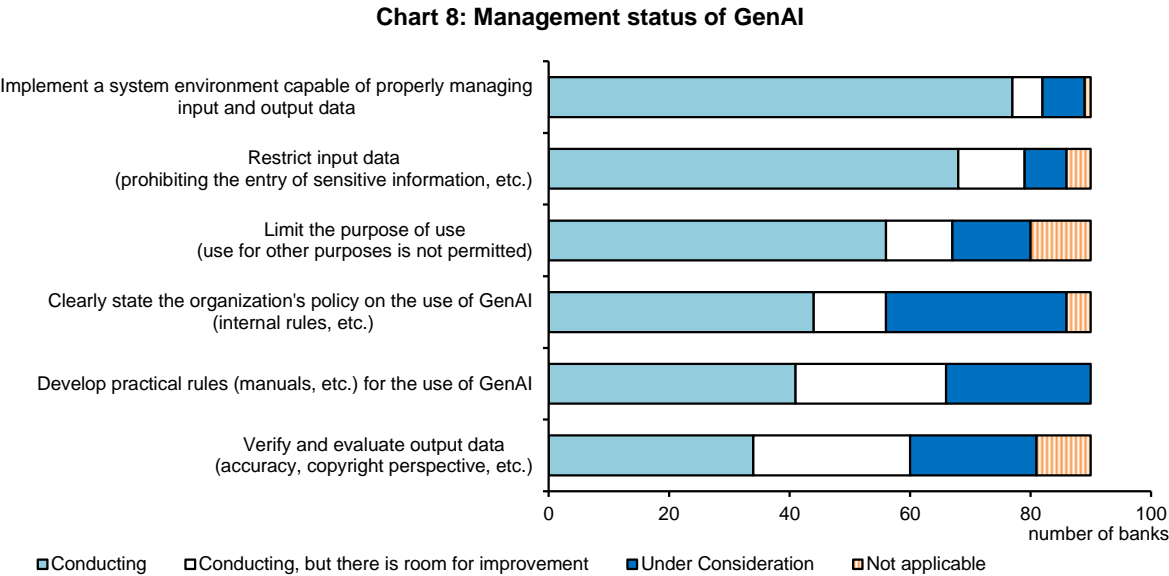 Chart 8: Management status of GenAI
Implement a system environment capable of properly managing
input and output data
Restrict input data
(prohibiting the entry of sensitive information, etc.)
Limit the purpose of use
(use for other purposes is not permitted)
Clearly state the organization's policy on the use of GenAI
(internal rules, etc.)
Develop practical rules (manuals, etc.) for the use of GenAI
Verify and evaluate output data
(accuracy, copyright perspective, etc.)
0 20 40 60 80 100
number of banks
Conducting Conducting, but there is room for improvement Under Consideration Not applicable